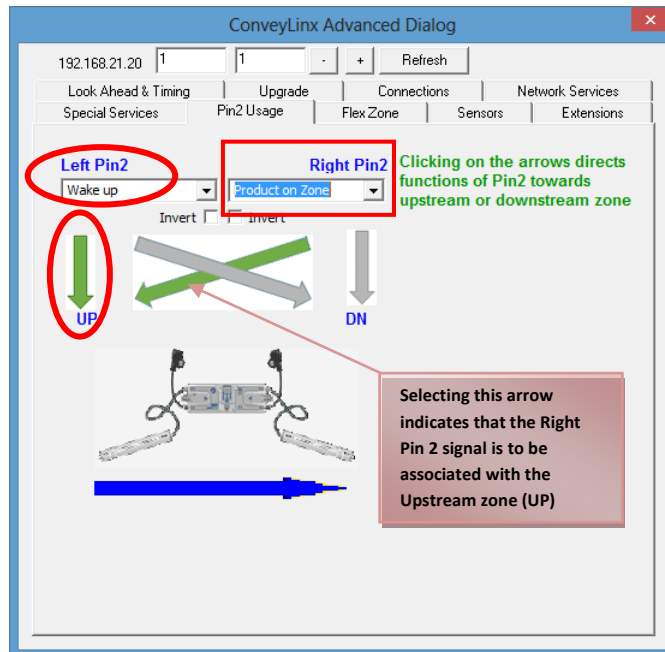 ConveyLinx Advanced Dialog
192.168.21.20 1 1 - + Refresh
Look Ahead & Timing Upgrade Connections Network Services
Special Services Pin2 Usage Flex Zone Sensors Extensions
Left Pin2 Right Pin2
Wake up Product on Zone
Invert Invert
Clicking on the arrows directs
functions of Pin2 towards
upstream or downstream zone
UP DN
Selecting this arrow
indicates that the Right
Pin 2 signal is to be
associated with the
Upstream zone (UP)